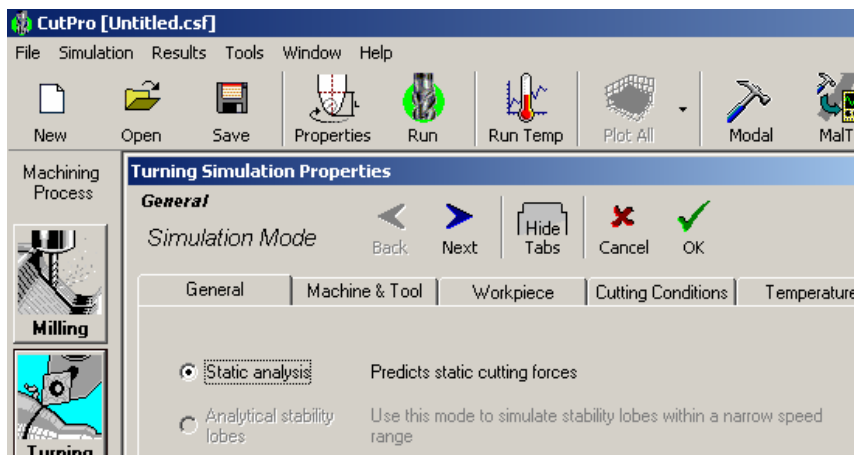 CutPro [Untitled.csf]
File Simulation Results Tools Window Help
New Open Save Properties Run Run Temp Plot All Modal MalT
Machining
Process
Turning Simulation Properties
General
Simulation Mode
Back Next Hide
Tabs Cancel OK
General Machine & Tool Workpiece Cutting Conditions Temperature
Milling
Static analysis Predicts static cutting forces
Analytical stability
lobes
Use this mode to simulate stability lobes within a narrow speed
range
Turning